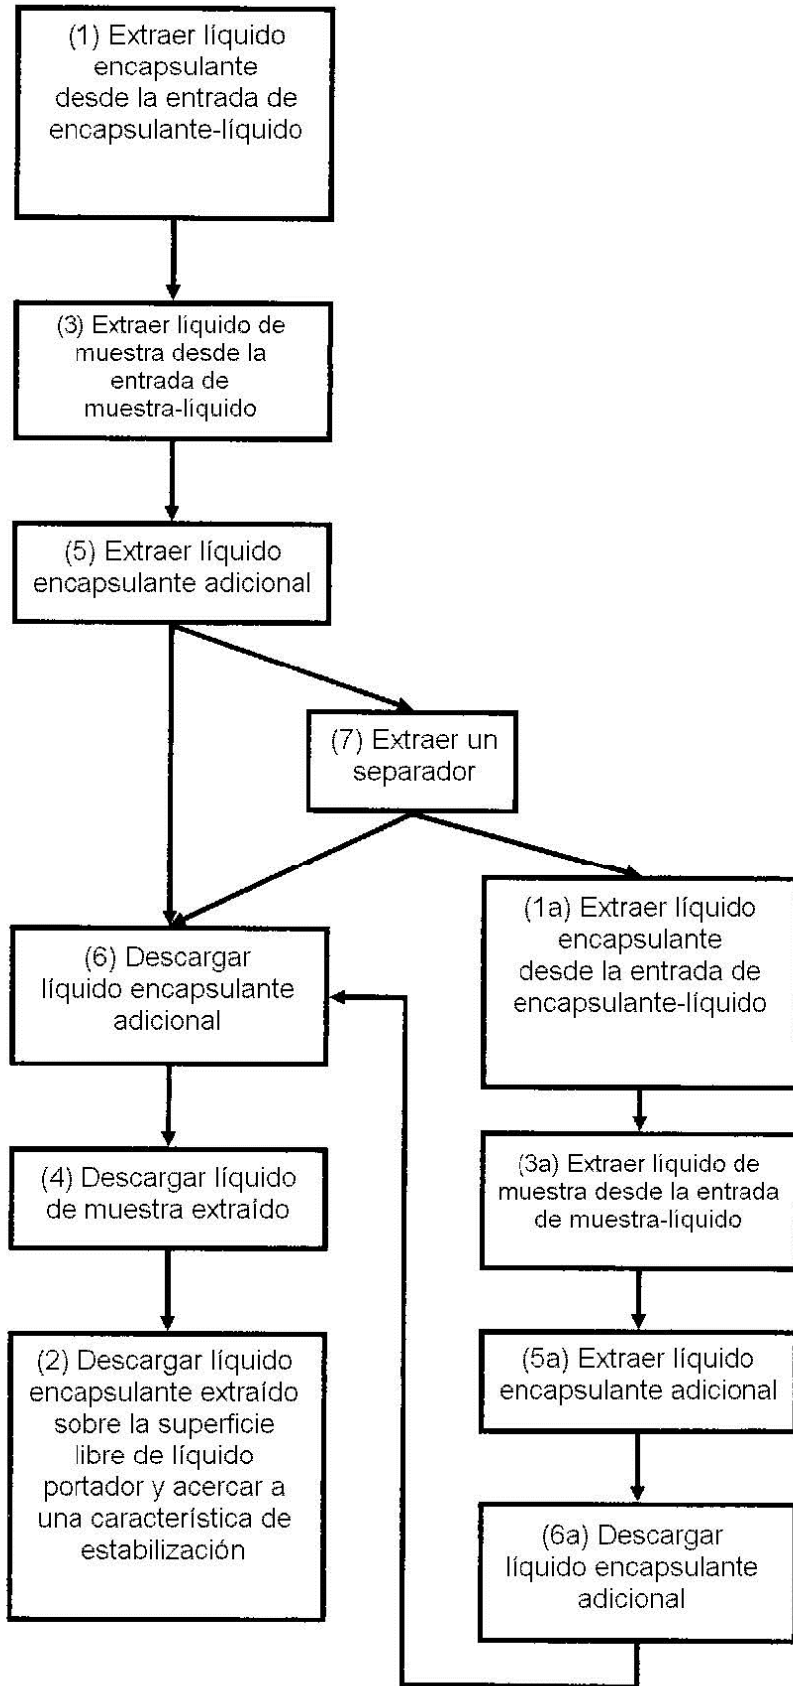 (1) Extraer líquido
encapsulante
desde la entrada de
encapsulante-líquido
(3) Extraer líquido de
muestra desde la
entrada de
muestra-líquido
(5) Extraer líquido
encapsulante adicional
(7) Extraer un
separador
(6) Descargar
líquido encapsulante
adicional
(4) Descargar líquido
de muestra extraído
(2) Descargar líquido
encapsulante extraído
sobre la superficie
libre de líquido
portador y acercar a
una característica de
estabilización
(1a) Extraer líquido
encapsulante
desde la entrada de
encapsulante-líquido
(3a) Extraer líquido de
muestra desde la entrada
de muestra-líquido
(5a) Extraer líquido
encapsulante adicional
(6a) Descargar
líquido encapsulante
adicional